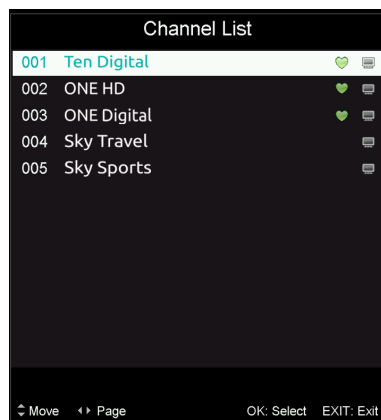 Channel List
001 Ten Digital
002 ONE HD
003 ONE Digital
004 Sky Travel
005 Sky Sports
Move Page OK: Select EXIT: Exit